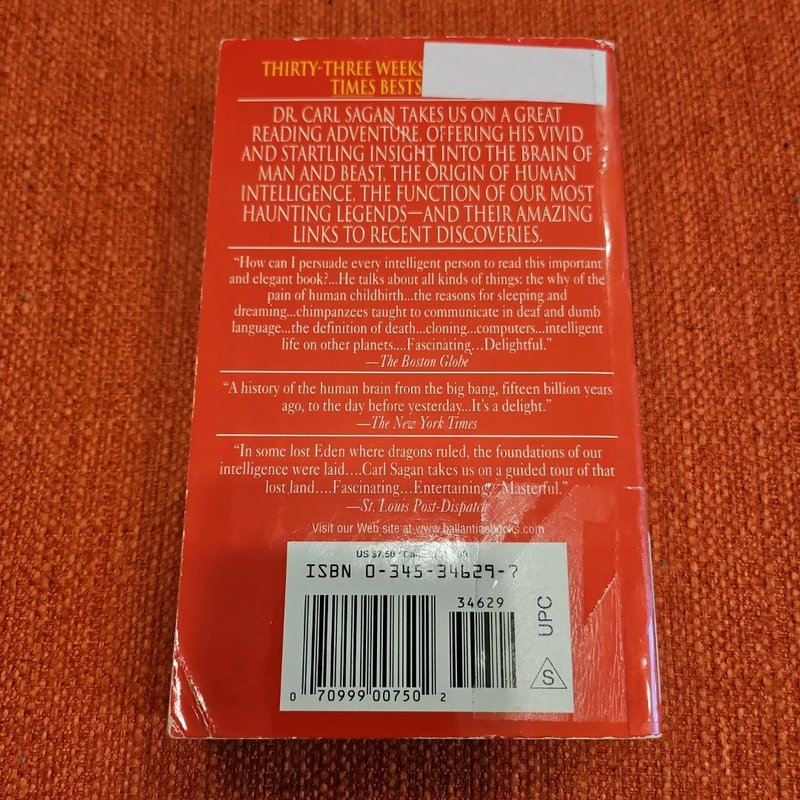 THIRTY-THREE WEEKS
TIMES BESTS
DR. CARL SAGAN TAKES US ON A GREAT
READING ADVENTURE, OFFERING HIS VIVID
AND STARTLING INSIGHT INTO THE BRAIN OF
MAN AND BEAST, THE ORIGIN OF HUMAN
INTELLIGENCE, THE FUNCTION OF OUR MOST
HAUNTING LEGENDS—AND THEIR AMAZING
LINKS TO RECENT DISCOVERIES.
“How can I persuade every intelligent person to read this important
and elegant book?...He talks about all kinds of things: the why of the
pain of human childbirth...the reasons for sleeping and
dreaming...chimpanzees taught to communicate in deaf and dumb
language...the definition of death...cloning...computers...intelligent
life on other planets....Fascinating...Delightful.”
—The Boston Globe
“A history of the human brain from the big bang, fifteen billion years
ago, to the day before yesterday...It’s a delight.”
—The New York Times
“In some lost Eden where dragons ruled, the foundations of our
intelligence were laid....Carl Sagan takes us on a guided tour of that
lost land....Fascinating...Entertaining...Masterful.”
—St. Louis Post-Dispatch
Visit our Web site at www.ballantinebooks.com
US $7.50
ISBN 0-345-34629-7
34629
UPC
S
0 70999 00750 2